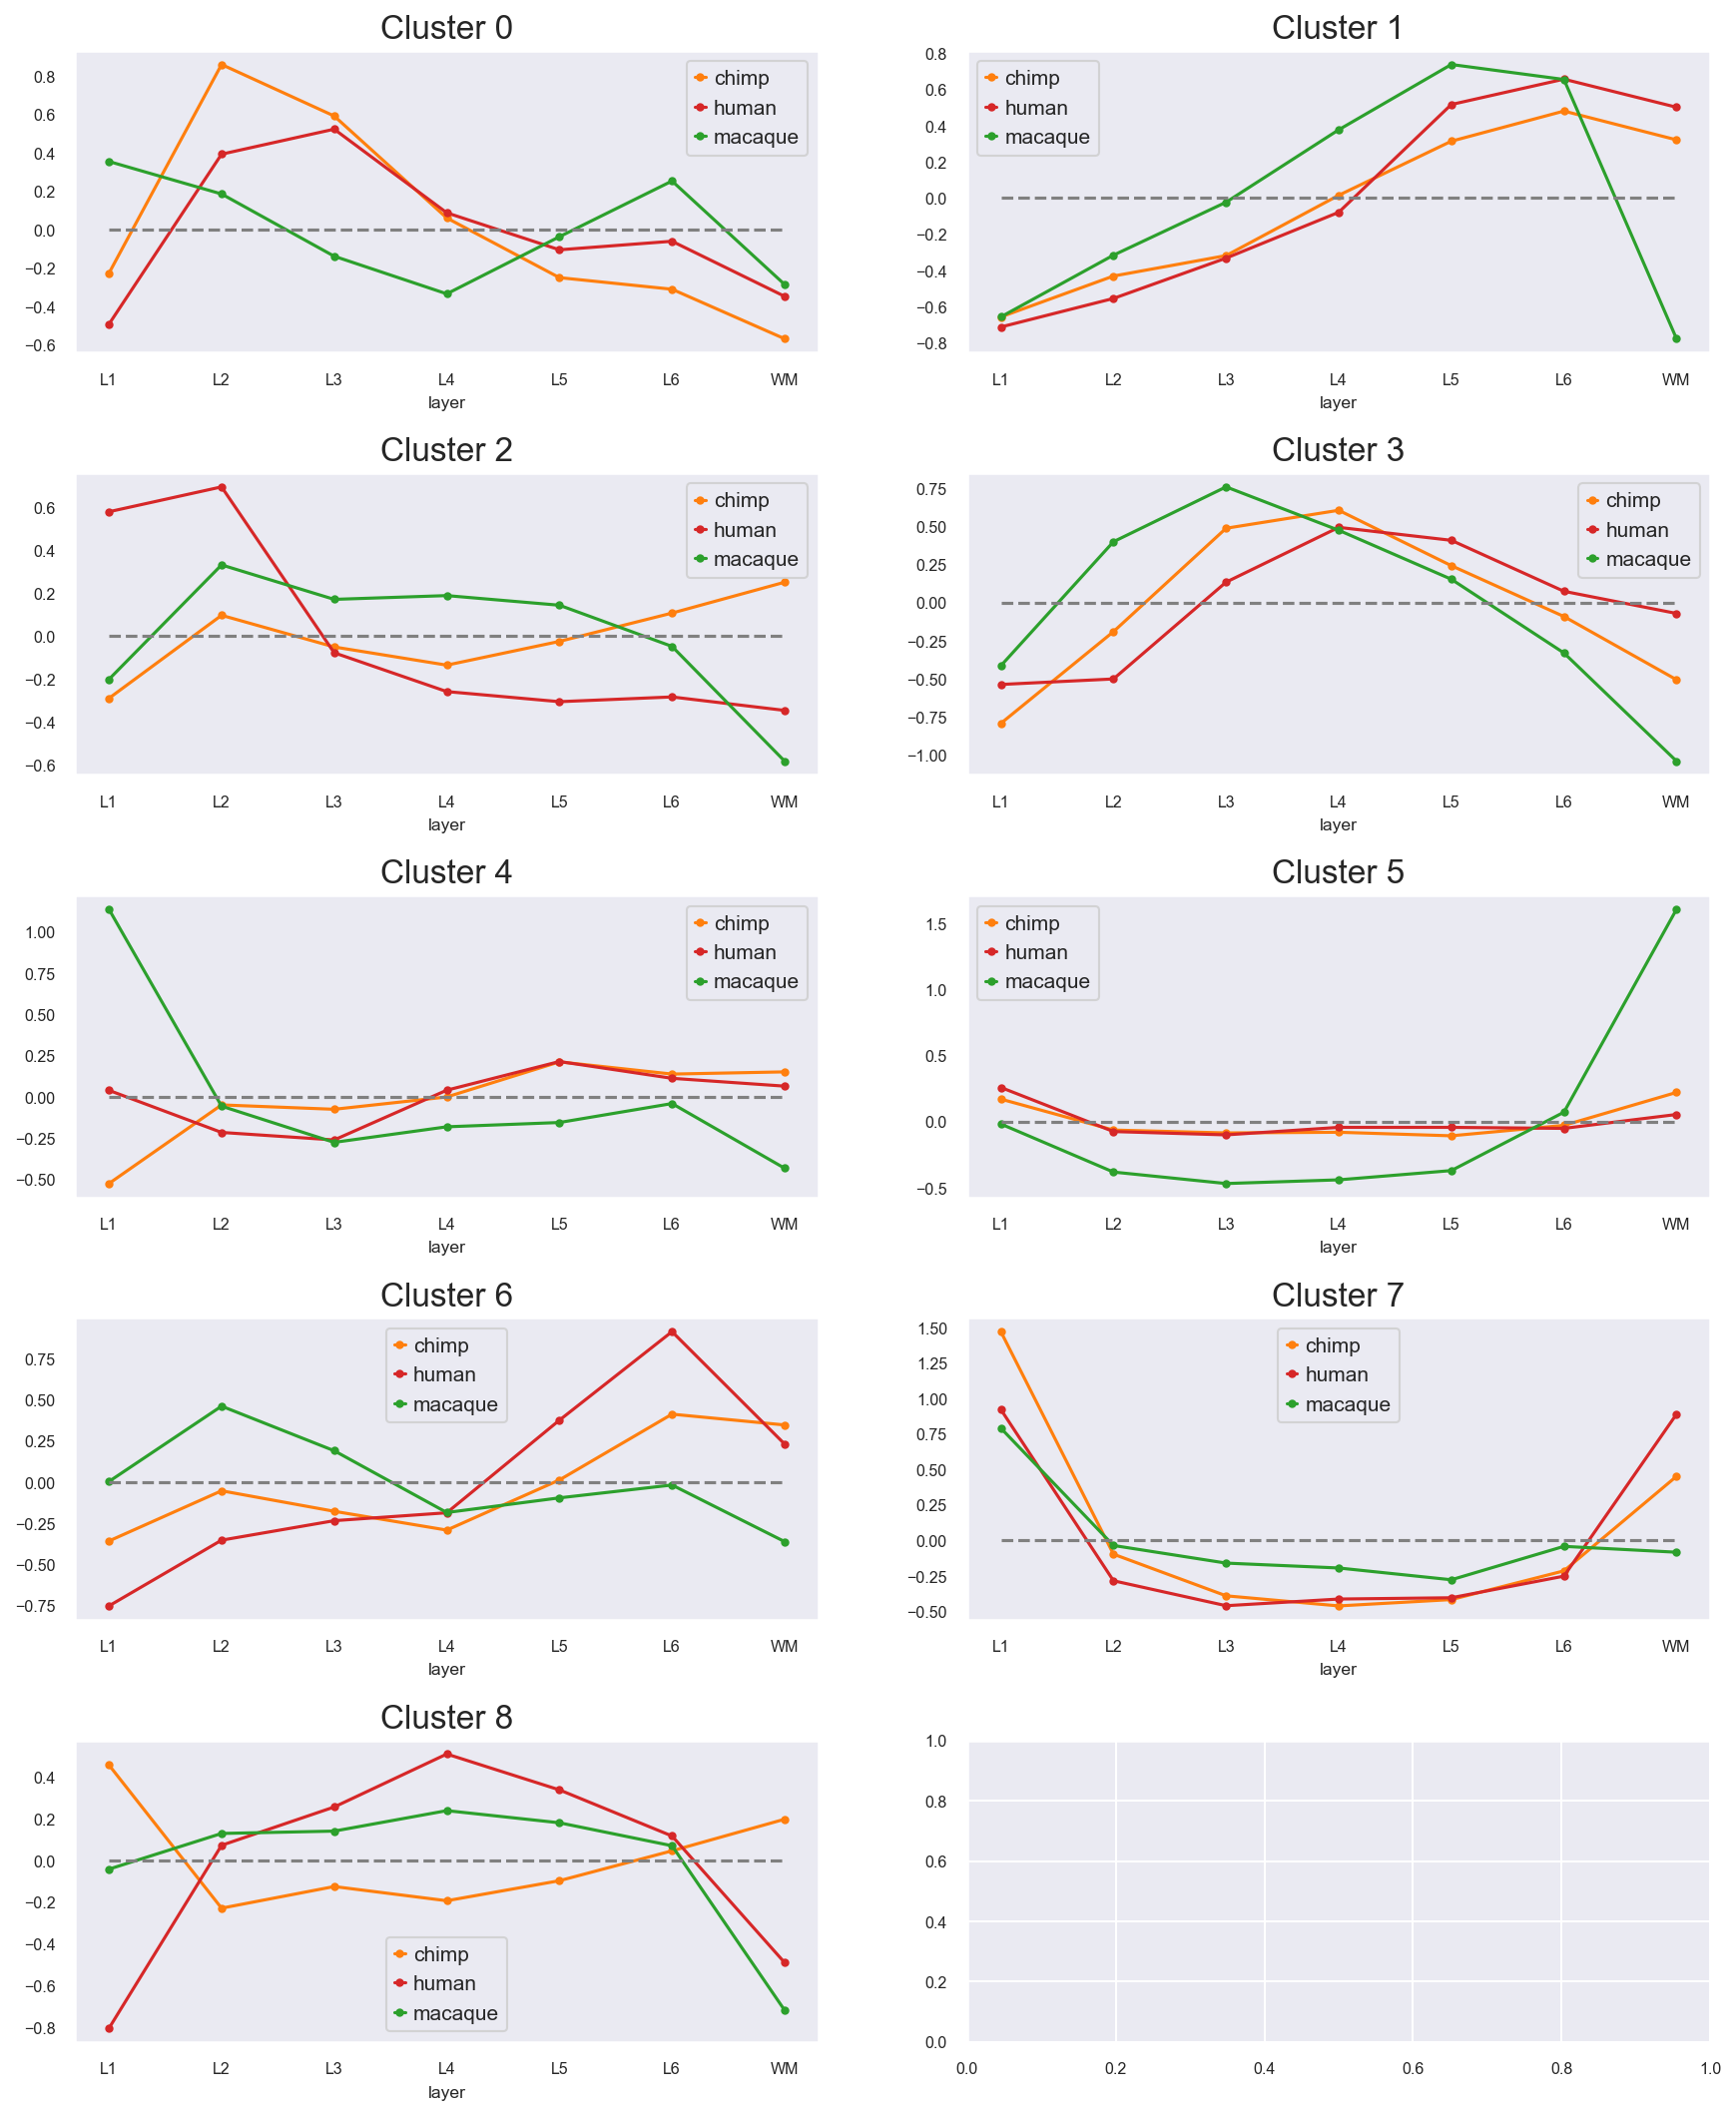 Cluster 0
0.8
0.6
0.4
0.2
0.0
−0.2
−0.4
−0.6
chimp
human
macaque
L1 L2 L3 L4 L5 L6 WM
layer
Cluster 1
0.8
0.6
0.4
0.2
0.0
−0.2
−0.4
−0.6
−0.8
chimp
human
macaque
L1 L2 L3 L4 L5 L6 WM
layer
Cluster 2
0.6
0.4
0.2
0.0
−0.2
−0.4
−0.6
chimp
human
macaque
L1 L2 L3 L4 L5 L6 WM
layer
Cluster 3
0.75
0.50
0.25
0.00
−0.25
−0.50
−0.75
−1.00
chimp
human
macaque
L1 L2 L3 L4 L5 L6 WM
layer
Cluster 4
1.00
0.75
0.50
0.25
0.00
−0.25
−0.50
chimp
human
macaque
L1 L2 L3 L4 L5 L6 WM
layer
Cluster 5
1.5
1.0
0.5
0.0
−0.5
chimp
human
macaque
L1 L2 L3 L4 L5 L6 WM
layer
Cluster 6
0.75
0.50
0.25
0.00
−0.25
−0.50
−0.75
chimp
human
macaque
L1 L2 L3 L4 L5 L6 WM
layer
Cluster 7
1.50
1.25
1.00
0.75
0.50
0.25
0.00
−0.25
−0.50
chimp
human
macaque
L1 L2 L3 L4 L5 L6 WM
layer
Cluster 8
0.4
0.2
0.0
−0.2
−0.4
−0.6
−0.8
chimp
human
macaque
L1 L2 L3 L4 L5 L6 WM
layer
1.0
0.8
0.6
0.4
0.2
0.0
0.0 0.2 0.4 0.6 0.8 1.0